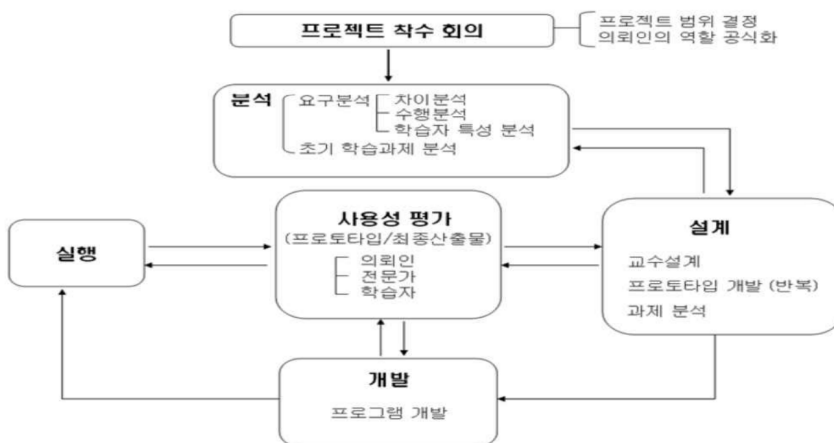 프로젝트 착수 회의
프로젝트 범위 결정
의뢰인의 역할 공식화
분석
요구분석
차이분석
수행분석
학습자 특성 분석
초기 학습과제 분석
사용성 평가
(프로토타입/최종산출물)
의뢰인
전문가
학습자
실행
설계
교수설계
프로토타입 개발 (반복)
과제 분석
개발
프로그램 개발